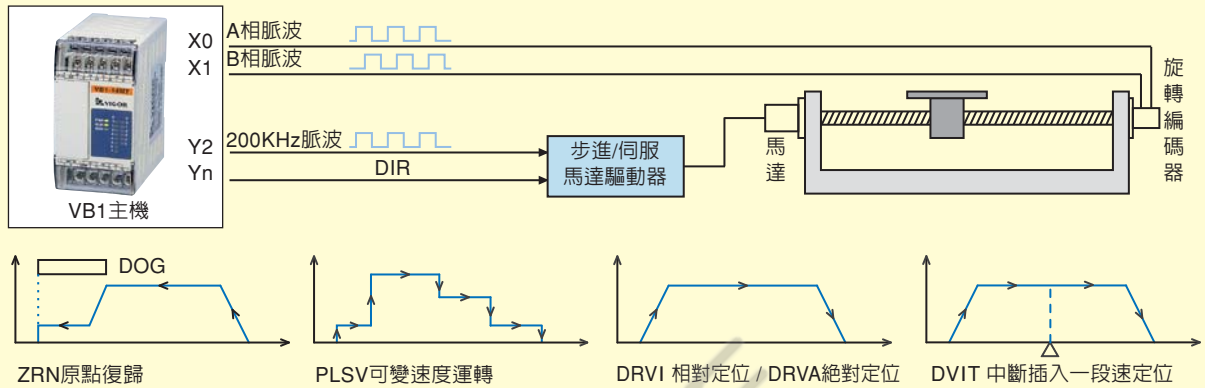 X0
A相脈波
X1
B相脈波
Y2
200KHz脈波
Yn
DIR
VB1主機
VIGOR
步進/伺服
馬達驅動器
馬達
旋轉編碼器
DOG
ZRN原點復歸
PLSV可變速度運轉
DRVI 相對定位 / DRVA絕對定位
DVIT 中斷插入一段速定位